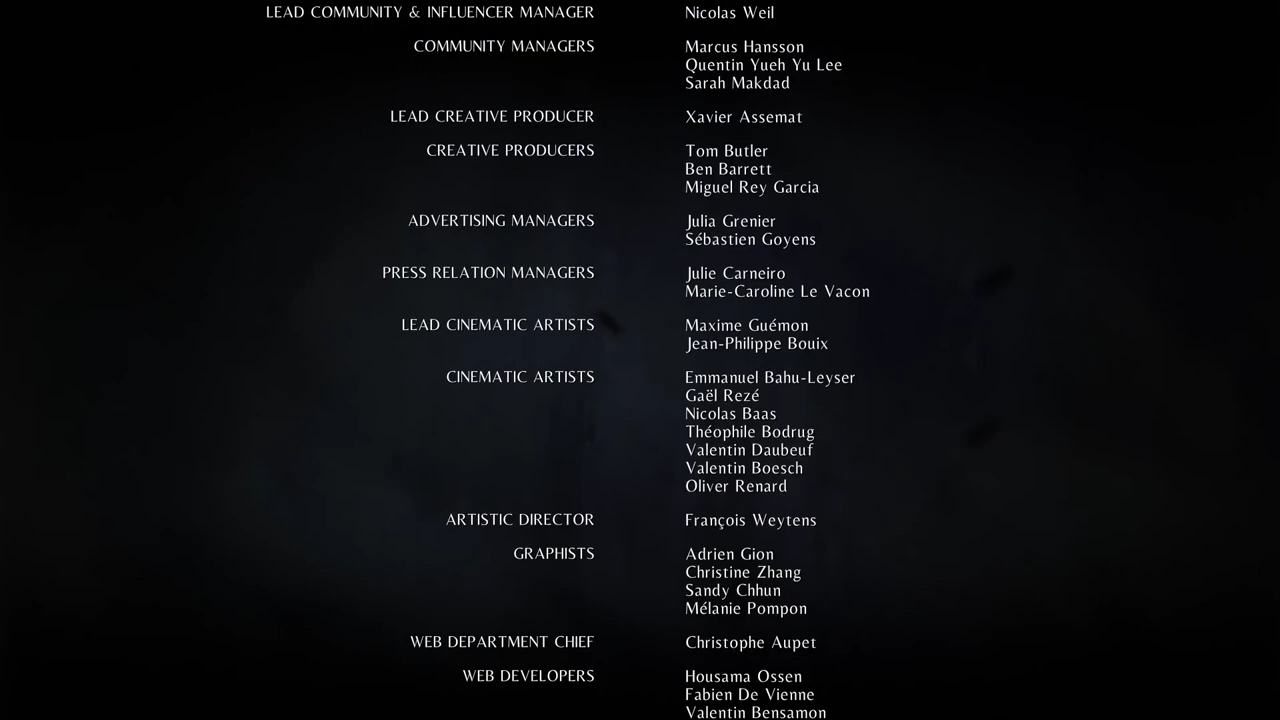 LEAD COMMUNITY & INFLUENCER MANAGER Nicolas Weil
COMMUNITY MANAGERS Marcus Hansson
Quentin Yueh Yu Lee
Sarah Makdad
LEAD CREATIVE PRODUCER Xavier Assemat
CREATIVE PRODUCERS Tom Butler
Ben Barrett
Miguel Rey Garcia
ADVERTISING MANAGERS Julia Grenier
Sébastien Goyens
PRESS RELATION MANAGERS Julie Carneiro
Marie-Caroline Le Vacon
LEAD CINEMATIC ARTISTS Maxime Guémon
Jean-Philippe Bouix
CINEMATIC ARTISTS Emmanuel Bahu-Leyser
Gaël Rezé
Nicolas Baas
Théophile Bodrug
Valentin Daubeuf
Valentin Boesch
Oliver Renard
ARTISTIC DIRECTOR François Weytens
GRAPHISTS Adrien Gion
Christine Zhang
Sandy Chhun
Mélanie Pompon
WEB DEPARTMENT CHIEF Christophe Aupet
WEB DEVELOPERS Housama Ossen
Fabien De Vienne
Valentin Bensamon